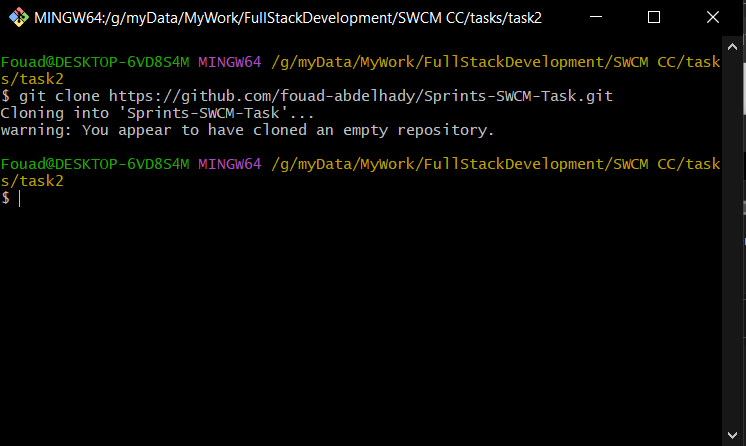 MINGW64:/g/myData/MyWork/FullStackDevelopment/SWCM CC/tasks/task2
Fouad@DESKTOP-6VD8S4M MINGW64 /g/myData/MyWork/FullStackDevelopment/SWCM CC/task
s/task2
$ git clone https://github.com/fouad-abdelhady/Sprints-SWCM-Task.git
Cloning into 'Sprints-SWCM-Task'...
warning: You appear to have cloned an empty repository.
Fouad@DESKTOP-6VD8S4M MINGW64 /g/myData/MyWork/FullStackDevelopment/SWCM CC/task
s/task2
$